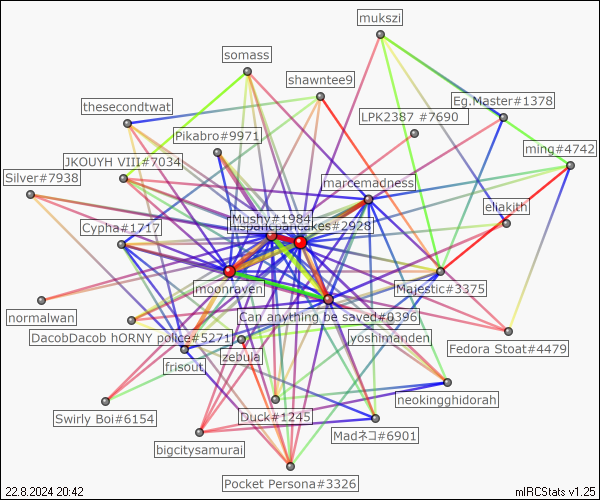 mukszi
somass
shawntee9
Eg.Master#1378
thesecondtwat
LPK2387 #7690
Pikabro#9971
ming#4742
JKOUYH VIII#7034
Silver#7938
marcemadness
eliakith
Mushy#1984
Cypha#1717
hispancpancakes#2928
moonraven
Majestic#3375
normalwan
Can anything be saved#0396
DacobDacob hORNY police#5271
yoshimanden
Fedora Stoat#4479
zebula
frisout
neokingghidorah
Swirly Boi#6154
Duck#1245
Madネコ#6901
bigcitysamurai
Pocket Persona#3326
22.8.2024 20:42
mIRCStats v1.25